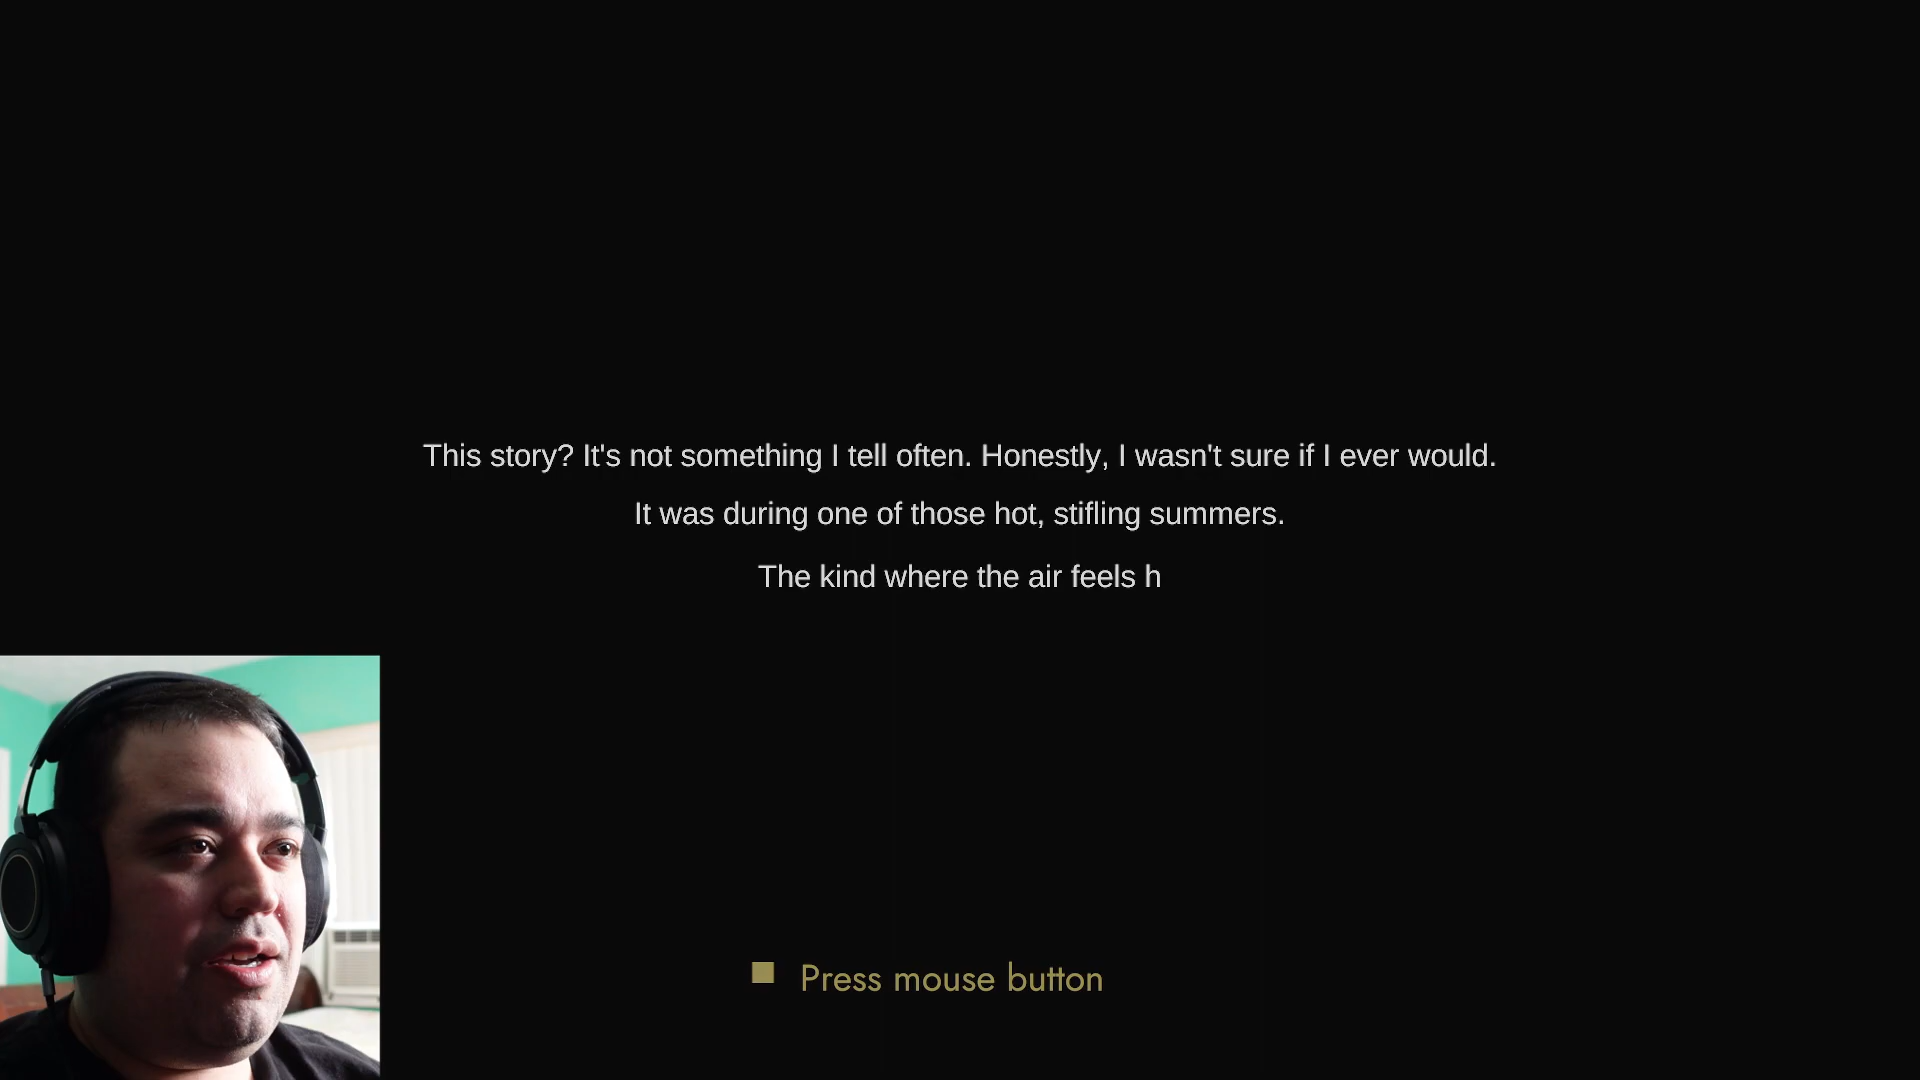 This story? It's not something I tell often. Honestly, I wasn't sure if I ever would.
It was during one of those hot, stifling summers.
The kind where the air feels h
Press mouse button